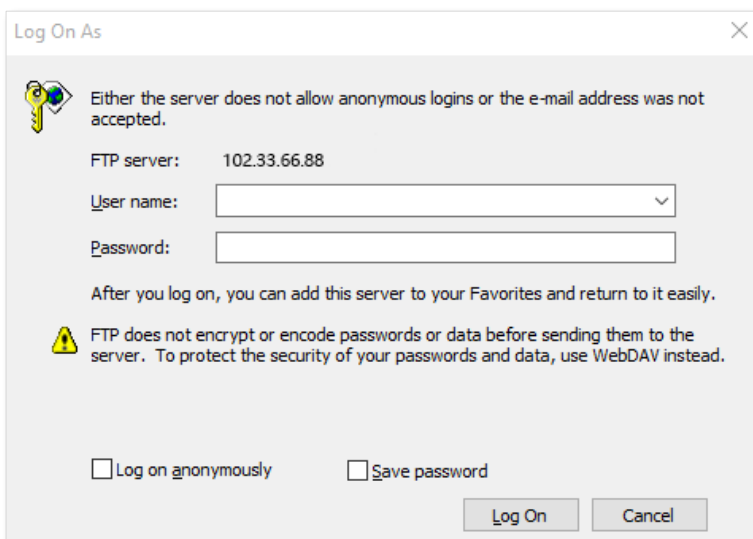 Log On As
Either the server does not allow anonymous logins or the e-mail address was not
accepted.
FTP server: 102.33.66.88
User name:
Password:
After you log on, you can add this server to your Favorites and return to it easily.
FTP does not encrypt or encode passwords or data before sending them to the
server. To protect the security of your passwords and data, use WebDAV instead.
Log on anonymously Save password
Log On Cancel